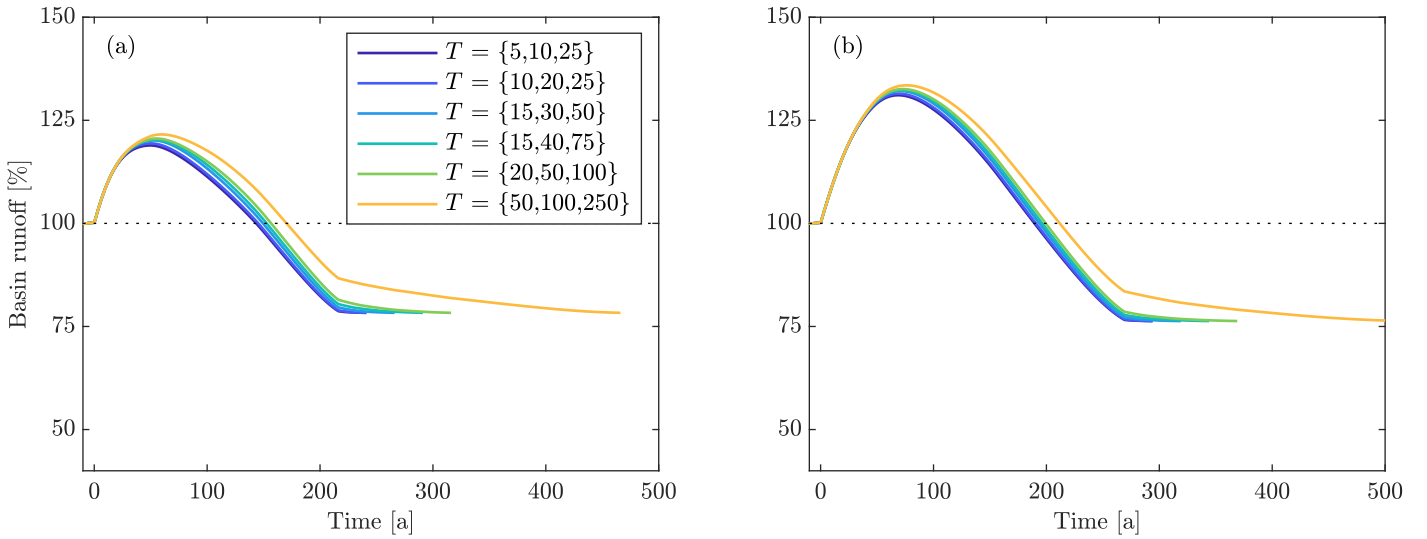 (a)
T = {5,10,25}
T = {10,20,25}
T = {15,30,50}
T = {15,40,75}
T = {20,50,100}
T = {50,100,250}
150
125
100
75
50
Basin runoff [%]
0 100 200 300 400 500
Time [a]
(b)
150
125
100
75
50
0 100 200 300 400 500
Time [a]